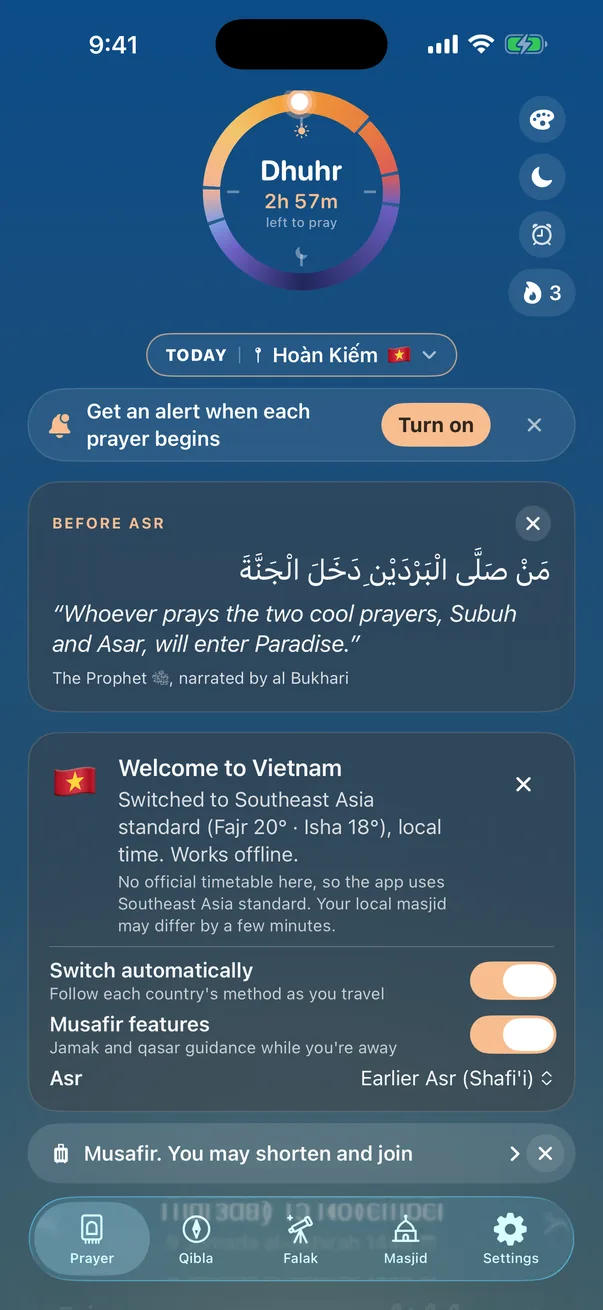 9:41
Dhuhr
2h 57m
left to pray
3
TODAY Hoàn Kiếm
Get an alert when each
prayer begins
Turn on
BEFORE ASR
مَنْ صَلَّى الْبَرْدَيْنِ دَخَلَ الْجَنَّةَ
“Whoever prays the two cool prayers, Subuh
and Asar, will enter Paradise.”
The Prophet ﷺ, narrated by al Bukhari
Welcome to Vietnam
Switched to Southeast Asia
standard (Fajr 20° · Isha 18°), local
time. Works offline.
No official timetable here, so the app uses
Southeast Asia standard. Your local masjid
may differ by a few minutes.
Switch automatically
Follow each country's method as you travel
Musafir features
Jamak and qasar guidance while you're away
Asr Earlier Asr (Shafi'i)
Musafir. You may shorten and join
Prayer Qibla Falak Masjid Settings